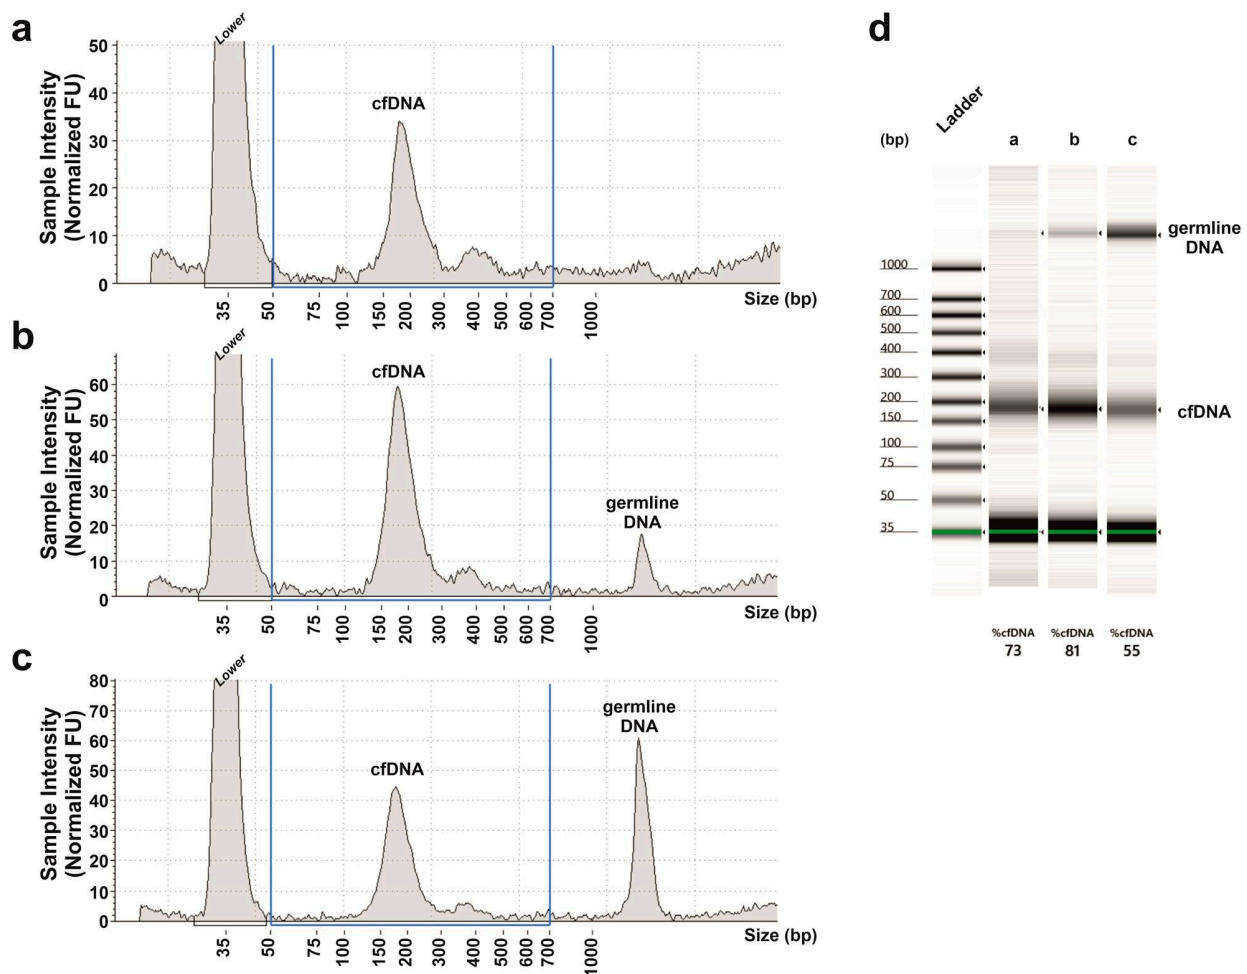 a
Sample Intensity
(Normalized FU)
50
40
30
20
10
0
Lower
cfDNA
35 50 75 100 150 200 300 400 500 600 700 1000
Size (bp)
b
Sample Intensity
(Normalized FU)
60
50
40
30
20
10
0
Lower
cfDNA
germline
DNA
35 50 75 100 150 200 300 400 500 600 700 1000
Size (bp)
c
Sample Intensity
(Normalized FU)
80
70
60
50
40
30
20
10
0
Lower
cfDNA
germline
DNA
35 50 75 100 150 200 300 400 500 600 700 1000
Size (bp)
d
(bp) Ladder a b c
germline
DNA
1000
700
600
500
400
300
200
cfDNA
150
100
75
50
35
%cfDNA %cfDNA %cfDNA
73 81 55